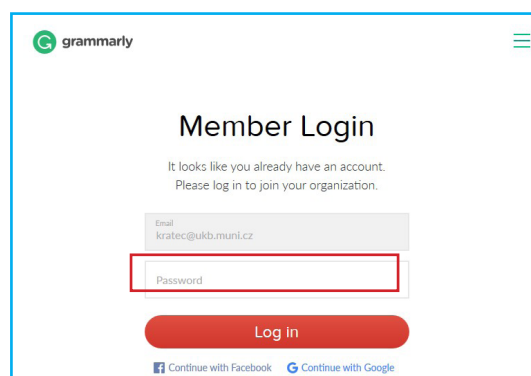 grammarly
Member Login
It looks like you already have an account.
Please log in to join your organization.
Email
kratec@ukb.muni.cz
Password
Log in
Continue with Facebook Continue with Google